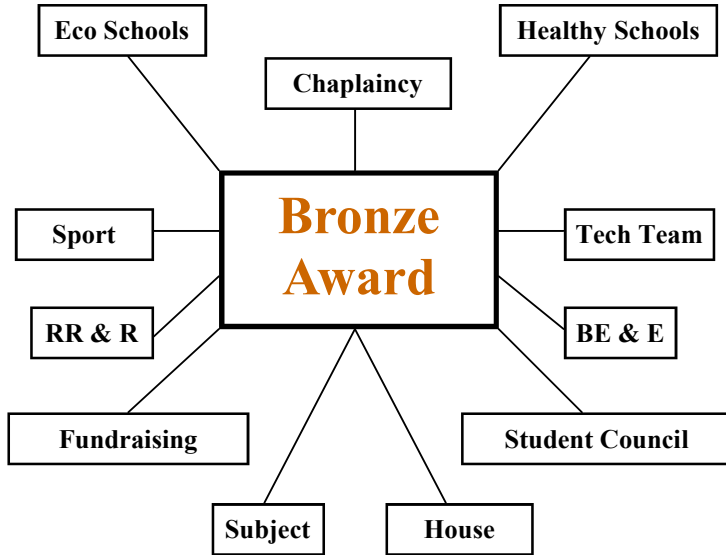 Eco Schools
Healthy Schools
Chaplaincy
Bronze
Award
Sport
Tech Team
RR & R
BE & E
Fundraising
Student Council
Subject
House